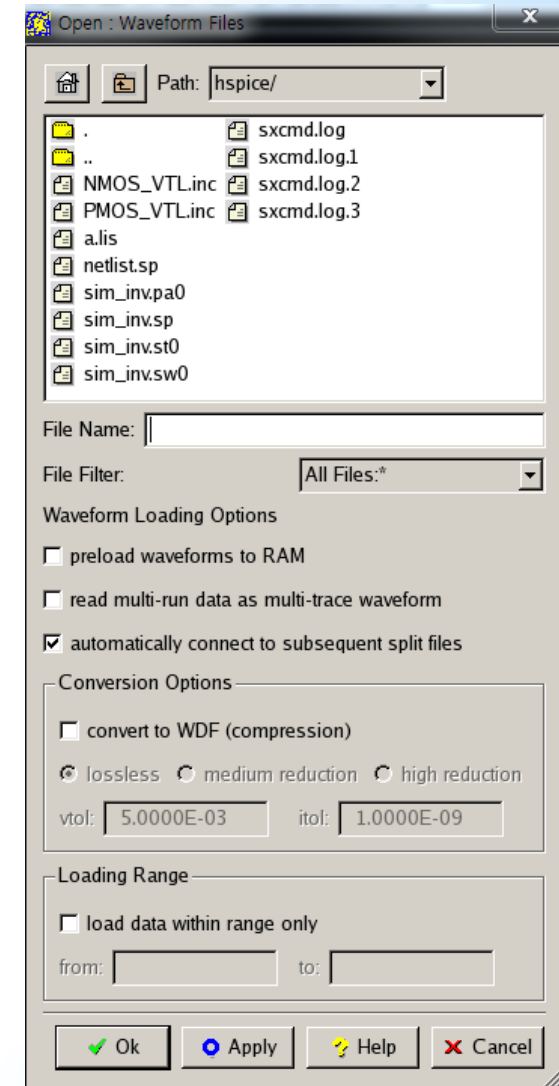 Open : Waveform Files
Path: hspice/
. sxcmd.log
.. sxcmd.log.1
NMOS_VTL.inc sxcmd.log.2
PMOS_VTL.inc sxcmd.log.3
a.lis
netlist.sp
sim_inv.pa0
sim_inv.sp
sim_inv.st0
sim_inv.sw0
File Name:
File Filter: All Files:*
Waveform Loading Options
preload waveforms to RAM
read multi-run data as multi-trace waveform
automatically connect to subsequent split files
Conversion Options
convert to WDF (compression)
lossless medium reduction high reduction
vtol: 5.0000E-03 itol: 1.0000E-09
Loading Range
load data within range only
from: to:
Ok Apply Help Cancel